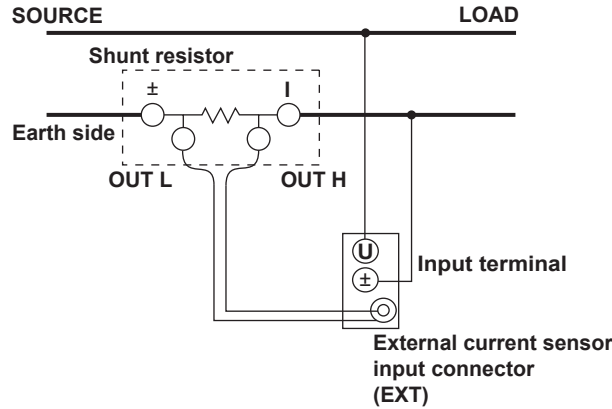 SOURCE LOAD
Shunt resistor
± I
Earth side
OUT L OUT H
U
± Input terminal
External current sensor
input connector
(EXT)